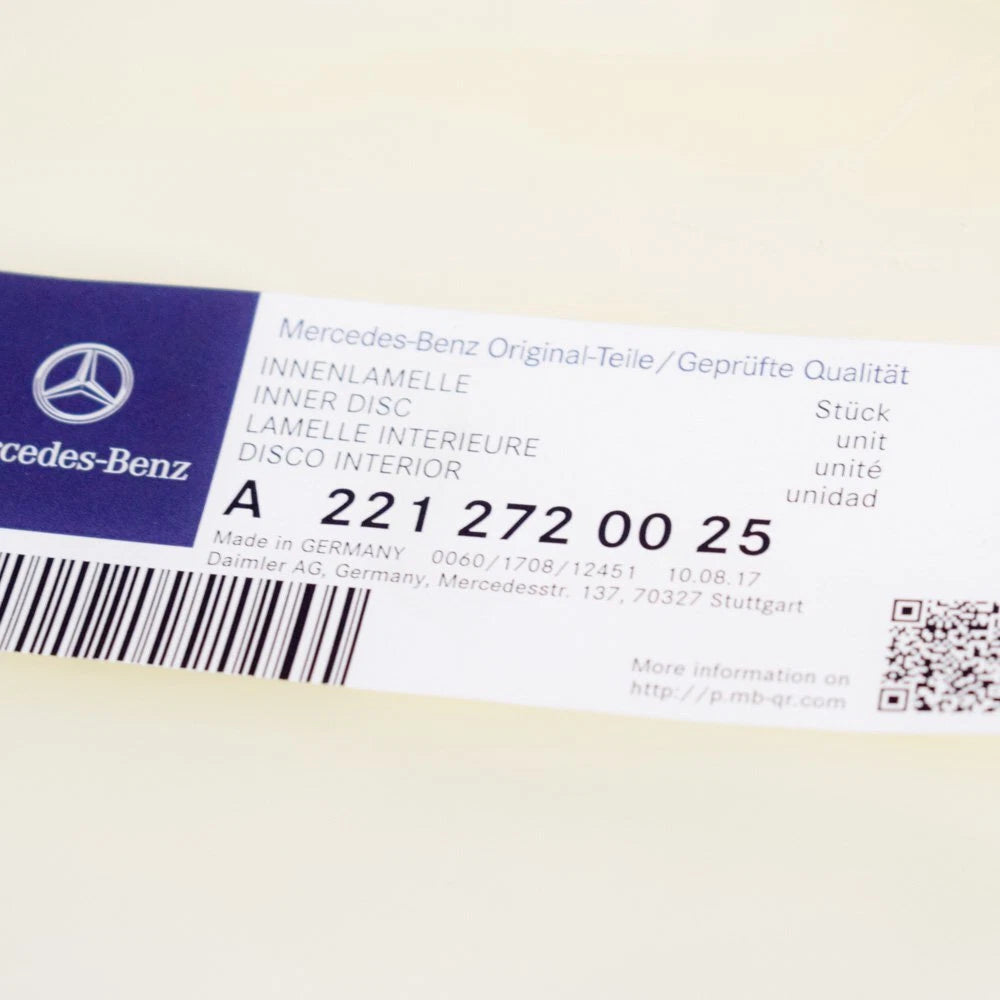 Mercedes-Benz Original-Teile/Geprüfte Qualität
INNENLAMELLE
INNER DISC
LAMELLE INTERIEURE
DISCO INTERIOR
Stück
unit
unité
unidad
rcedes-Benz
A 221 272 00 25
Made in GERMANY 0060/1708/12451 10.08.17
Daimler AG, Germany, Mercedesstr. 137, 70327 Stuttgart
More information on
http://p.mb-qr.com